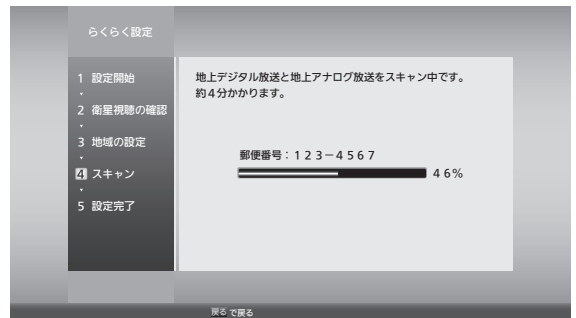 らくらく設定
1 設定開始
2 衛星視聴の確認
3 地域の設定
4 スキャン
5 設定完了
地上デジタル放送と地上アナログ放送をスキャン中です。
約4分かかります。
郵便番号：123－4567
46%
戻る で戻る